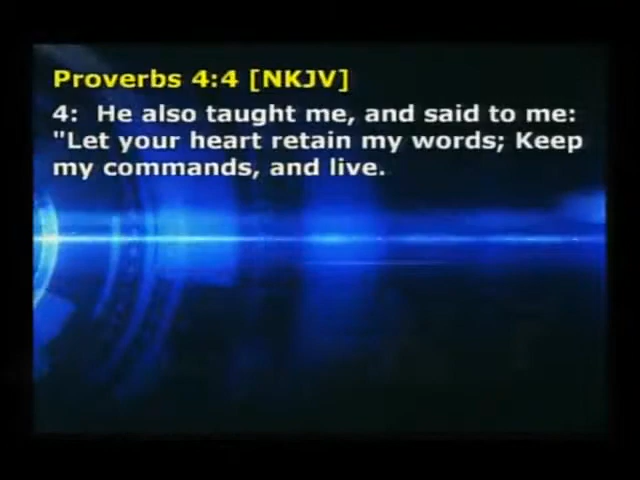 Proverbs 4:4 [NKJV]
4:  He also taught me, and said to me:
"Let your heart retain my words; Keep
my commands, and live.